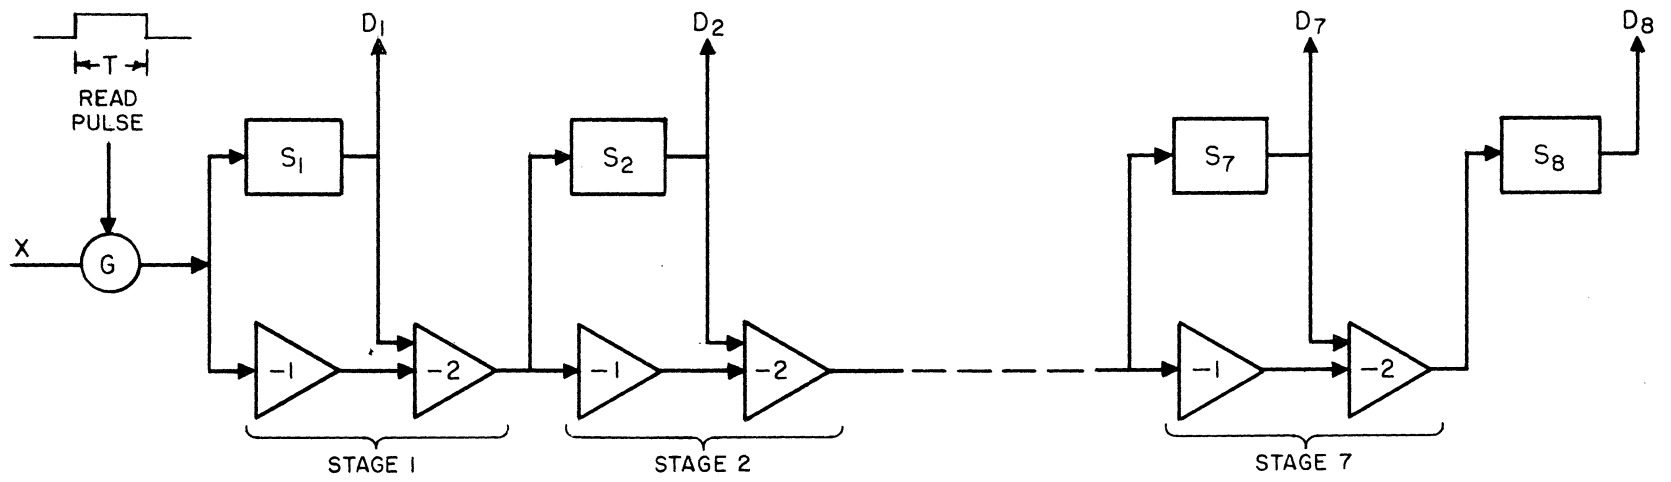 D1 D2 D7 D8
T
READ
PULSE
S1 S2 S7 S8
X G
-1 -2 -1 -2 -1 -2
STAGE 1 STAGE 2 STAGE 7